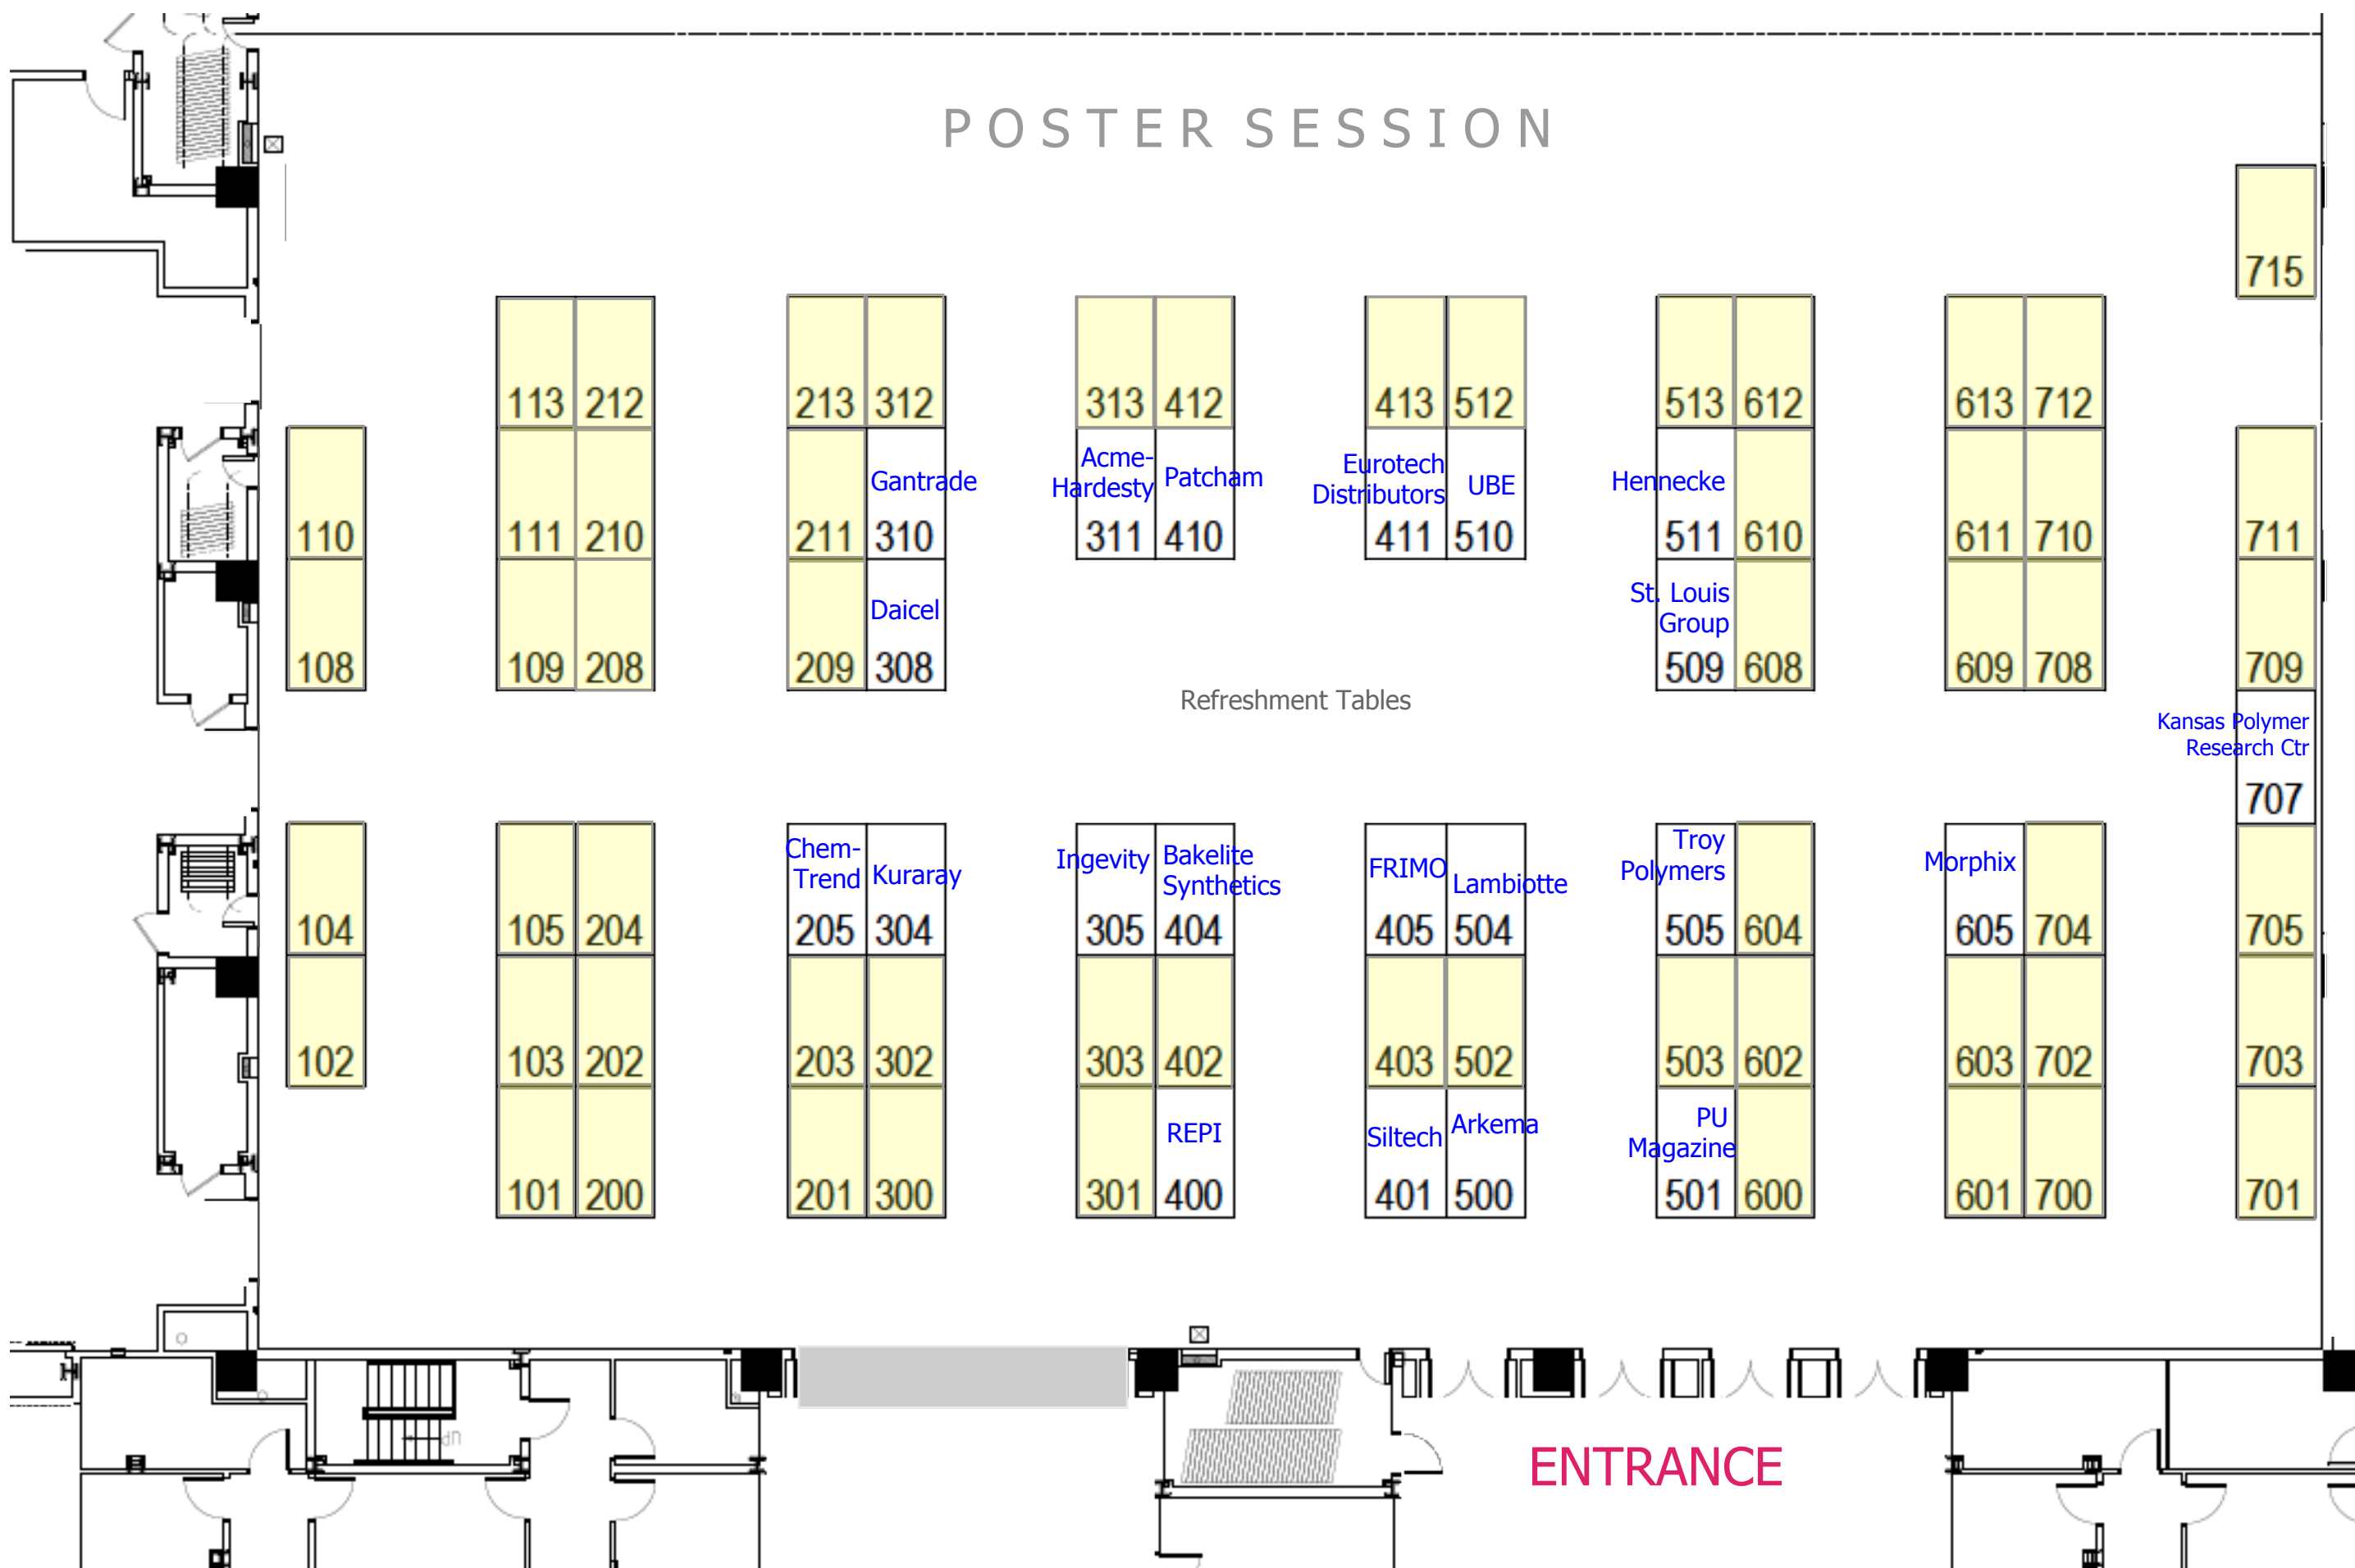 POSTER SESSION
715
113 212 213 312 313 412 413 512 513 612 613 712
Gantrade
Acme-
Hardesty
Patcham
Eurotech
Distributors
UBE
Hennecke
110 111 210 211 310 311 410 411 510 511 610 611 710 711
Daicel
St. Louis
Group
108 109 208 209 308 509 608 609 708 709
Refreshment Tables
Kansas Polymer
Research Ctr
707
Chem-
Trend
Kuraray
Ingevity
Bakelite
Synthetics
FRIMO
Lambiotte
Troy
Polymers
Morphix
104 105 204 205 304 305 404 405 504 505 604 605 704 705
102 103 202 203 302 303 402 403 502 503 602 603 702 703
REPI
Siltech
Arkema
PU
Magazine
101 200 201 300 301 400 401 500 501 600 601 700 701
ENTRANCE